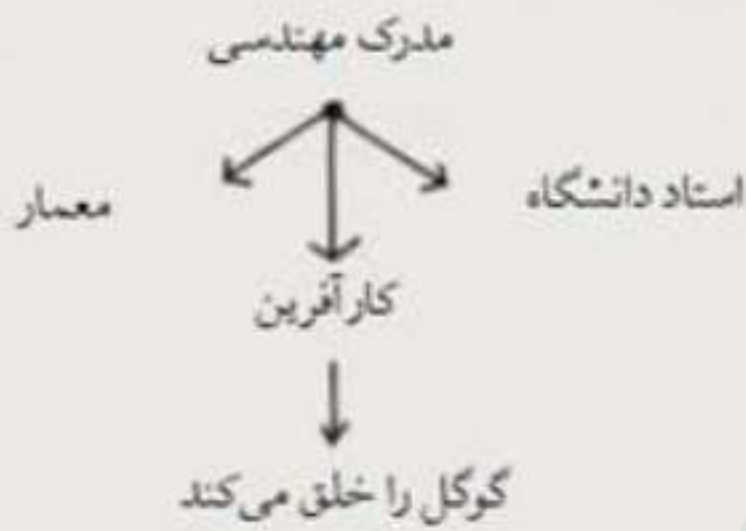 مدرک مهندسی
استاد دانشگاه
معمار
کارآفرین
گوگل را خلق می‌کند